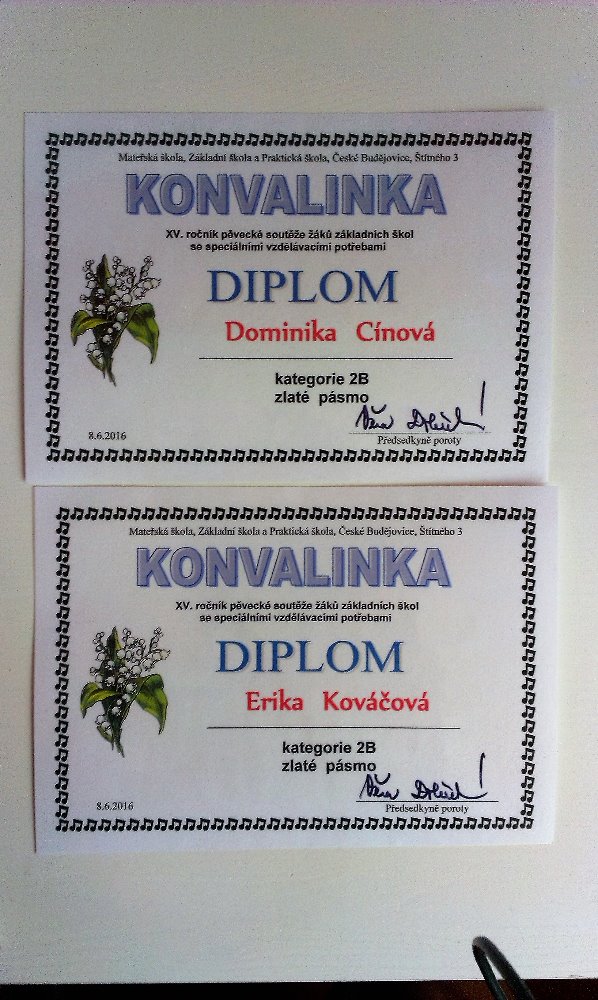 Mateřská škola, Základní škola a Praktická škola, České Budějovice, Štítného 3
KONVALINKA
XV. ročník pěvecké soutěže žáků základních škol
se speciálními vzdělávacími potřebami
DIPLOM
Dominika Cínová
kategorie 2B
zlaté pásmo
8.6.2016
Předsedkyně poroty
Mateřská škola, Základní škola a Praktická škola, České Budějovice, Štítného 3
KONVALINKA
XV. ročník pěvecké soutěže žáků základních škol
se speciálními vzdělávacími potřebami
DIPLOM
Erika Kováčová
kategorie 2B
zlaté pásmo
8.6.2016
Předsedkyně poroty